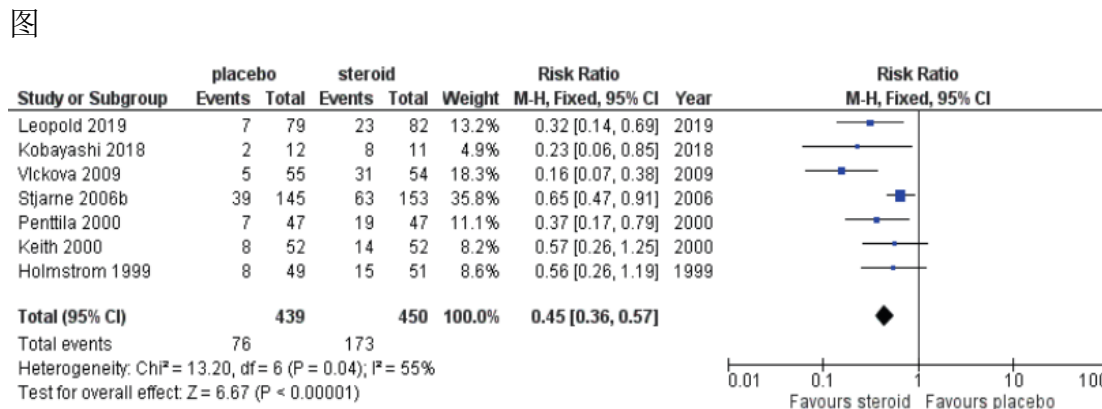 图
placebo steroid Risk Ratio Risk Ratio
Study or Subgroup Events Total Events Total Weight M-H, Fixed, 95% CI Year M-H, Fixed, 95% CI
Leopold 2019 7 79 23 82 13.2% 0.32 [0.14, 0.69] 2019
Kobayashi 2018 2 12 8 11 4.9% 0.23 [0.06, 0.85] 2018
Vlckova 2009 5 55 31 54 18.3% 0.16 [0.07, 0.38] 2009
Stjarne 2006b 39 145 63 153 35.8% 0.65 [0.47, 0.91] 2006
Penttila 2000 7 47 19 47 11.1% 0.37 [0.17, 0.79] 2000
Keith 2000 8 52 14 52 8.2% 0.57 [0.26, 1.25] 2000
Holmstrom 1999 8 49 15 51 8.6% 0.56 [0.26, 1.19] 1999
Total (95% CI) 439 450 100.0% 0.45 [0.36, 0.57]
Total events 76 173
Heterogeneity: Chi² = 13.20, df = 6 (P = 0.04); I² = 55%
Test for overall effect: Z = 6.67 (P < 0.00001)
0.01 0.1 1 10 100
Favours steroid Favours placebo